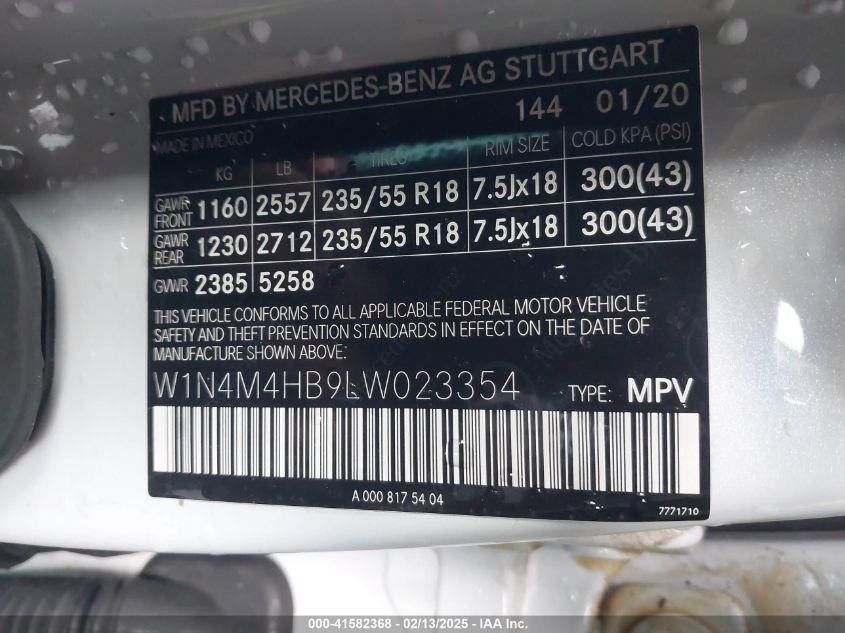 MFD BY MERCEDES-BENZ AG STUTTGART
144 01/20
MADE IN MEXICO
KG LB TIRES RIM SIZE COLD KPA (PSI)
GAWR FRONT 1160 2557 235/55 R18 7.5Jx18 300(43)
GAWR REAR 1230 2712 235/55 R18 7.5Jx18 300(43)
GVWR 2385 5258
THIS VEHICLE CONFORMS TO ALL APPLICABLE FEDERAL MOTOR VEHICLE
SAFETY AND THEFT PREVENTION STANDARDS IN EFFECT ON THE DATE OF
MANUFACTURE SHOWN ABOVE:
W1N4M4HB9LW023354 TYPE: MPV
A 000 817 54 04
7771710
000-41582368 - 02/13/2025 - IAA Inc.